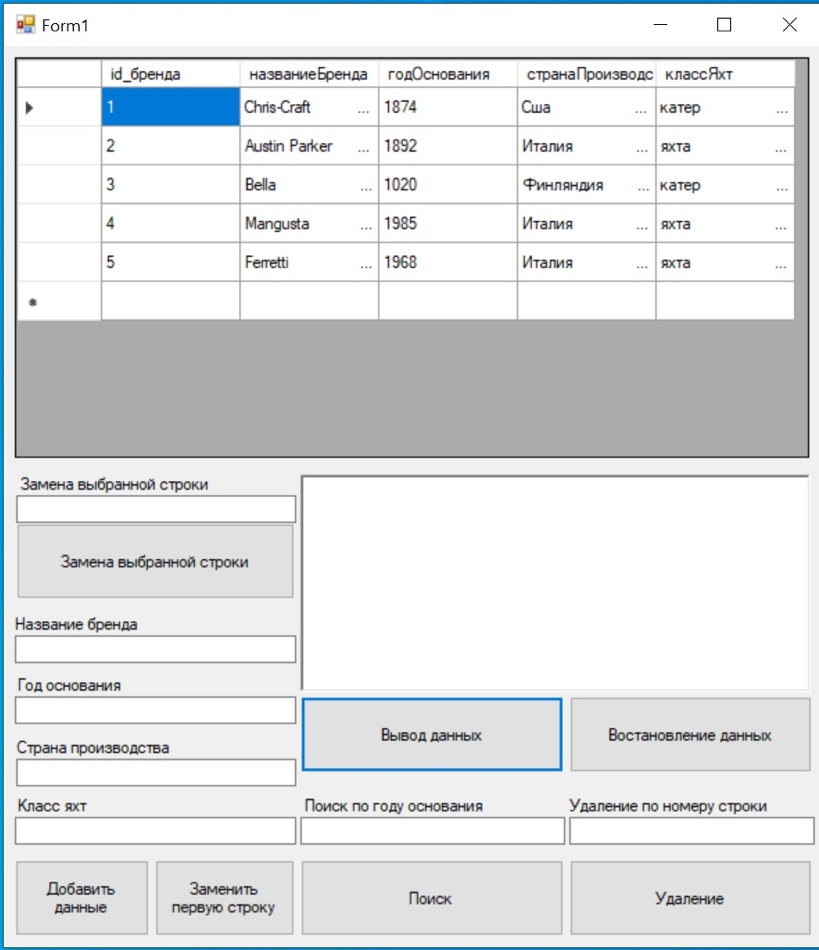 Form1
id_бренда названиеБренда годОснования странаПроизводс классЯхт
1 Chris-Craft ... 1874 Сша ... катер ...
2 Austin Parker ... 1892 Италия ... яхта ...
3 Bella ... 1020 Финляндия ... катер ...
4 Mangusta ... 1985 Италия ... яхта ...
5 Ferretti ... 1968 Италия ... яхта ...
Замена выбранной строки
Замена выбранной строки
Название бренда
Год основания
Вывод данных Востановление данных
Страна производства
Класс яхт Поиск по году основания Удаление по номеру строки
Добавить данные
Заменить первую строку
Поиск
Удаление